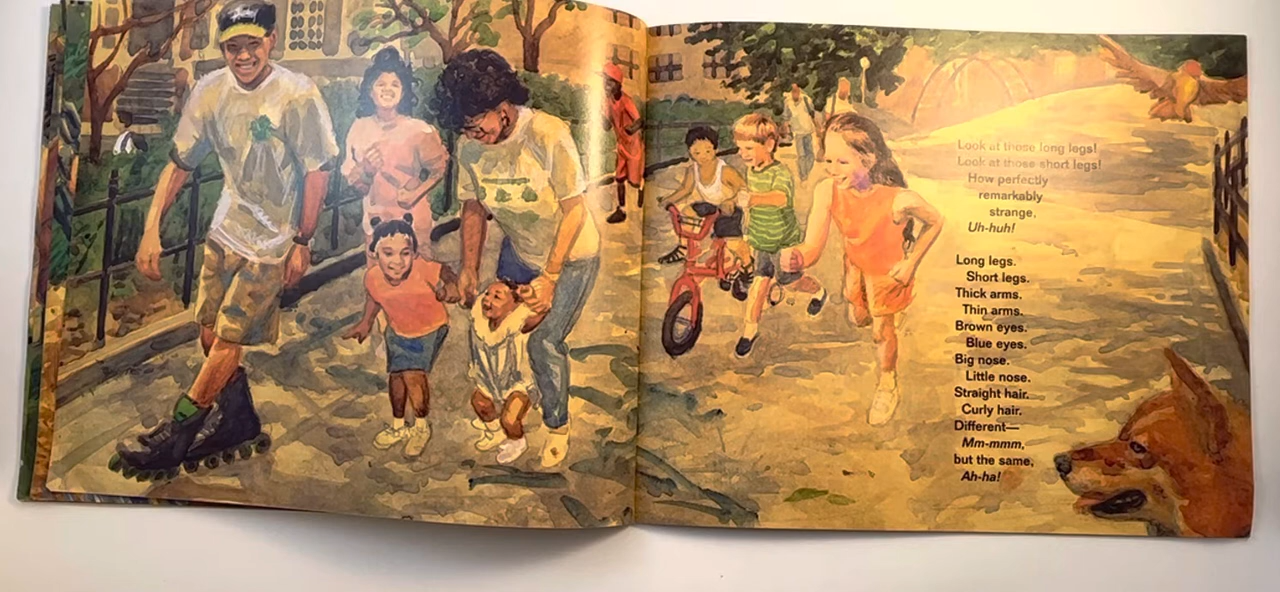 Look at those long legs!
Look at those short legs!
How perfectly
remarkably
strange,
Uh-huh!
Long legs.
Short legs.
Thick arms.
Thin arms.
Brown eyes.
Blue eyes.
Big nose.
Little nose.
Straight hair.
Curly hair.
Different—
Mm-mmm,
but the same,
Ah-ha!